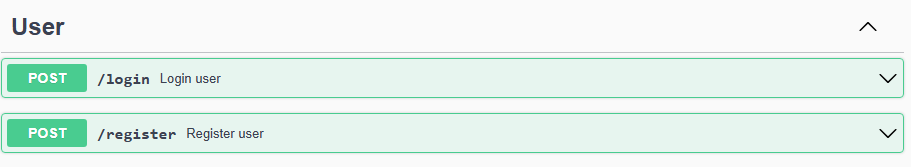 User
POST /login Login user
POST /register Register user